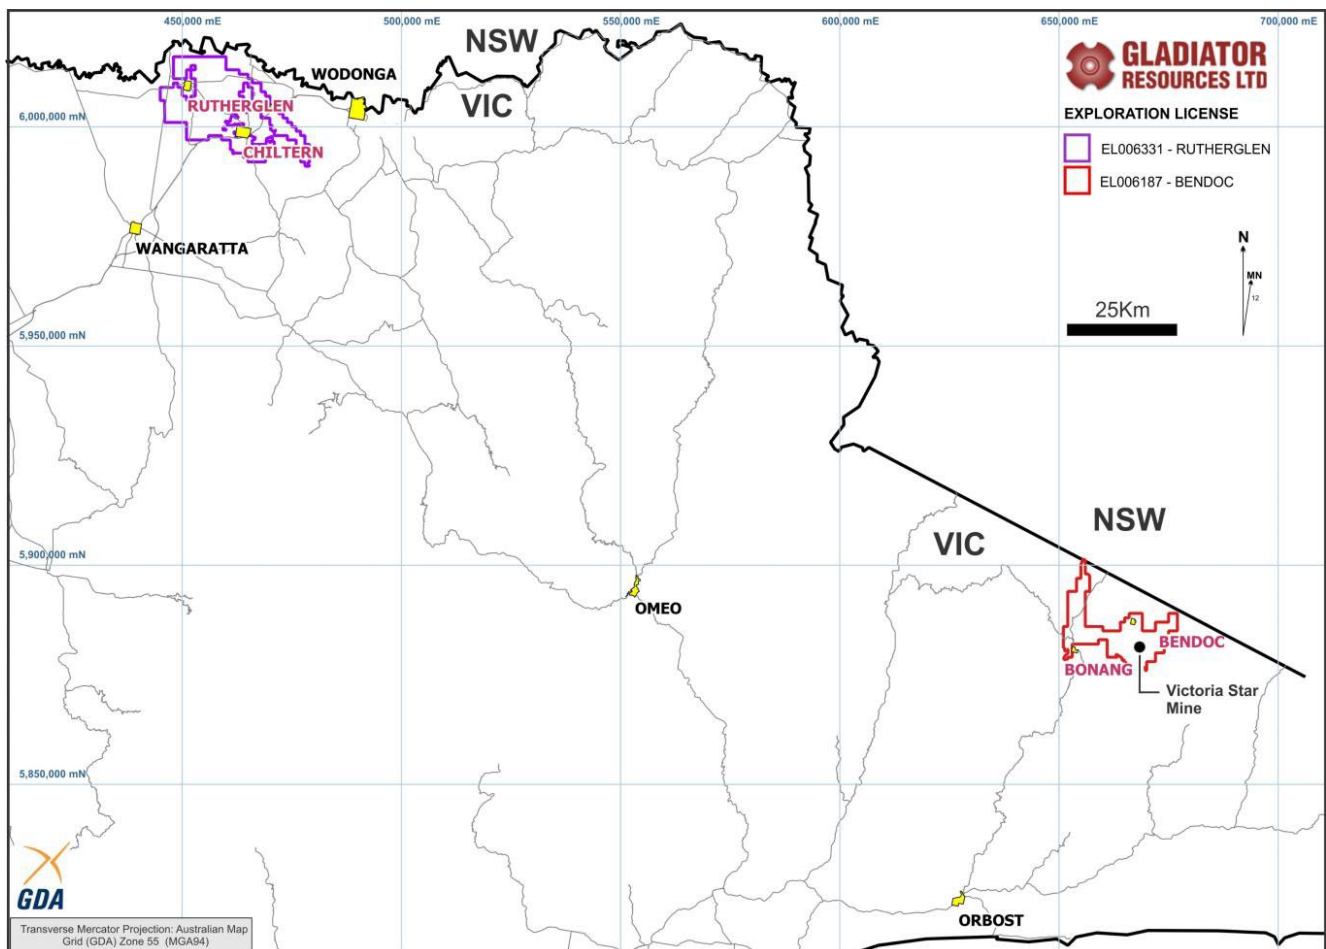 450,000 mE
500,000 mE
550,000 mE
600,000 mE
650,000 mE
700,000 mE
NSW
VIC
WODONGA
GLADIATOR
RESOURCES LTD
EXPLORATION LICENSE
EL006331 - RUTHERGLEN
EL006187 - BENDOC
RUTHERGLEN
CHILTERN
6,000,000 mN
WANGARATTA
N
MN
12
25Km
5,950,000 mN
NSW
VIC
5,900,000 mN
OMEO
BENDOC
BONANG
Victoria Star
Mine
5,850,000 mN
GDA
ORBOST
Transverse Mercator Projection: Australian Map
Grid (GDA) Zone 55 (MGA94)